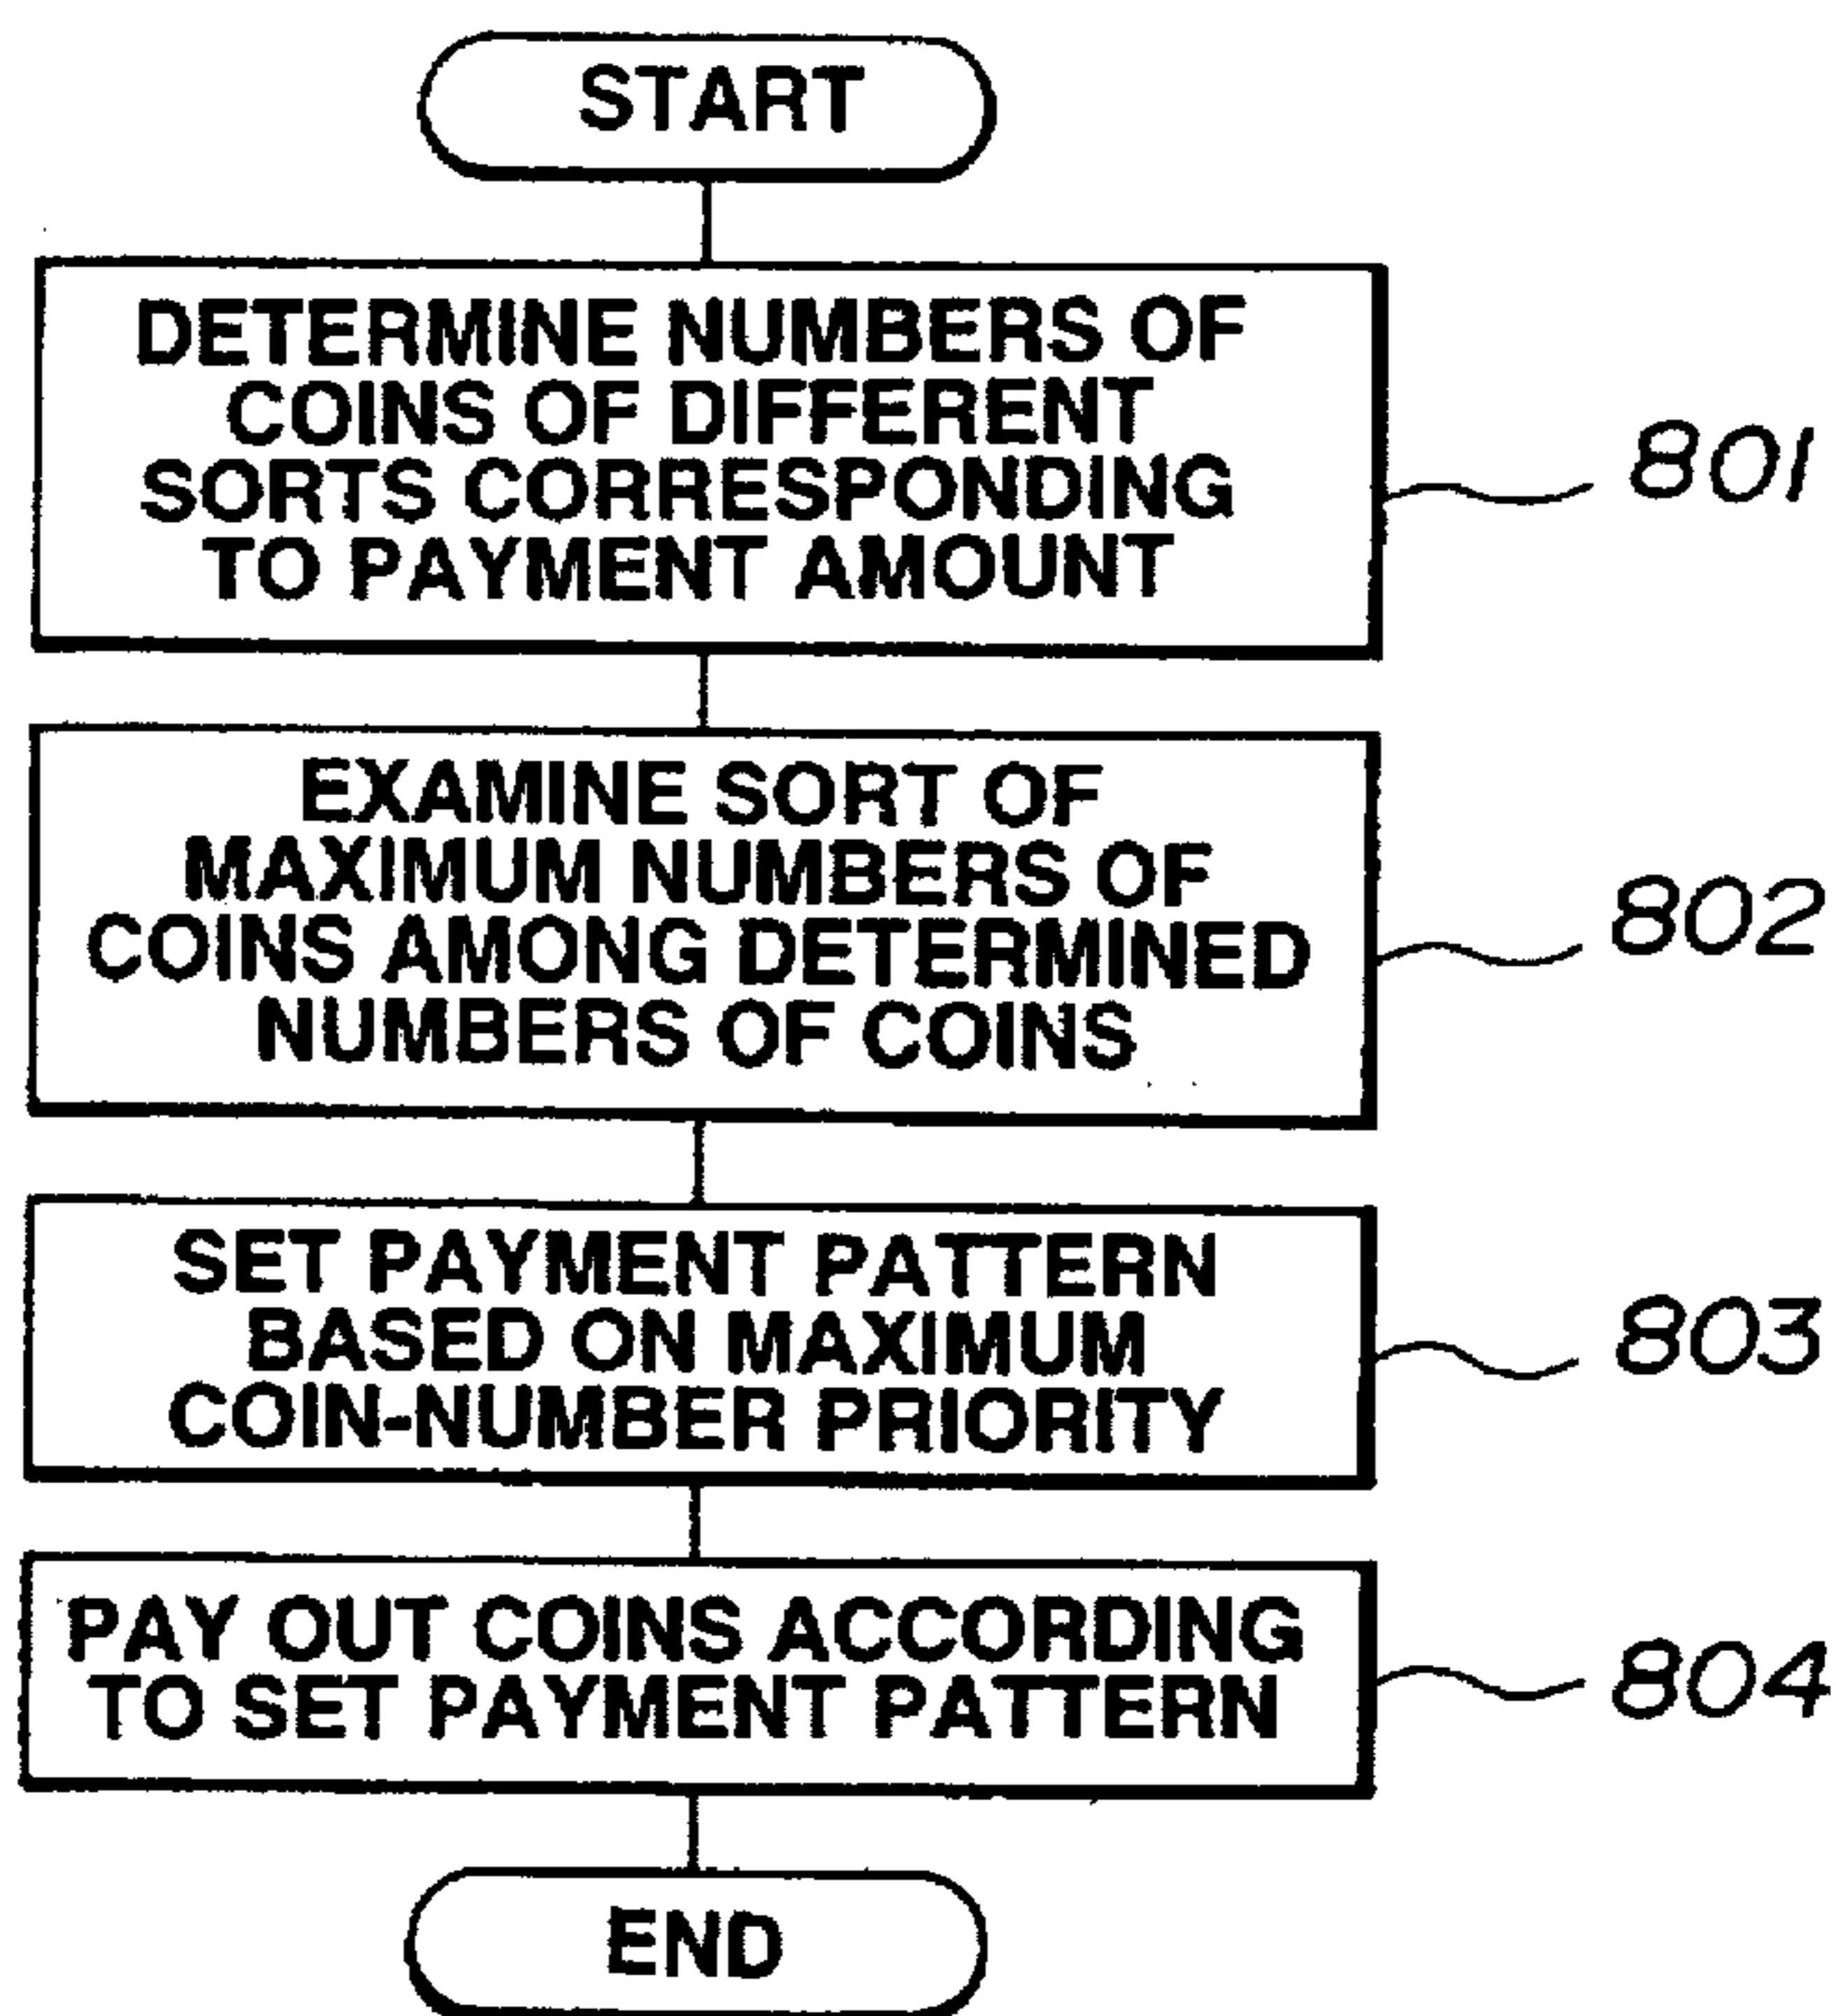 START
DETERMINE NUMBERS OF
COINS OF DIFFERENT
SORTS CORRESPONDING
TO PAYMENT AMOUNT
801
EXAMINE SORT OF
MAXIMUM NUMBERS OF
COINS AMONG DETERMINED
NUMBERS OF COINS
802
SET PAYMENT PATTERN
BASED ON MAXIMUM
COIN-NUMBER PRIORITY
803
PAY OUT COINS ACCORDING
TO SET PAYMENT PATTERN
804
END